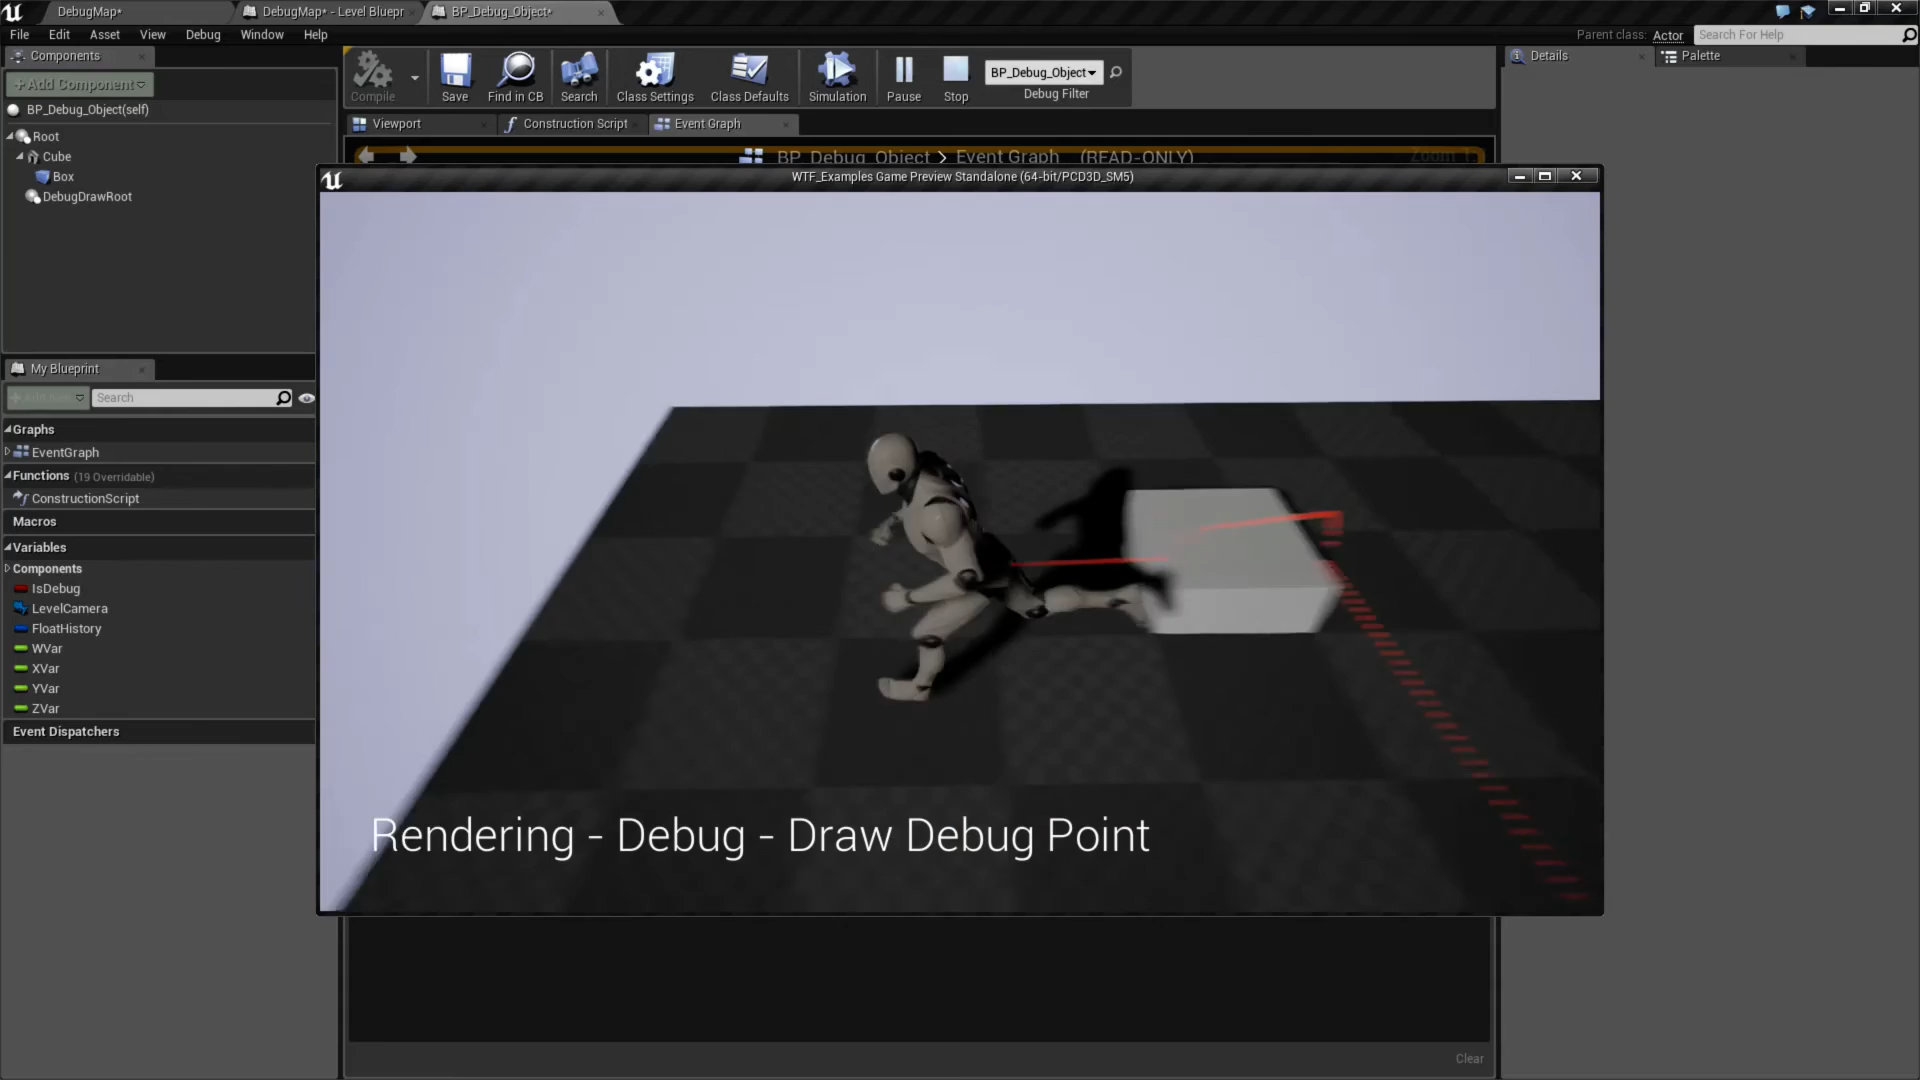 DebugMap*
DebugMap* - Level Bluepr
BP_Debug_Object*
File Edit Asset View Debug Window Help
Parent class: Actor
Search For Help
Components
+Add Component
BP_Debug_Object(self)
Root
Cube
Box
DebugDrawRoot
Compile
Save
Find in CB
Search
Class Settings
Class Defaults
Simulation
Pause
Stop
BP_Debug_Object
Debug Filter
Details
Palette
Viewport
Construction Script
Event Graph
BP_Debug_Object > Event Graph (READ-ONLY)
WTF_Examples Game Preview Standalone (64-bit/PCD3D_SM5)
My Blueprint
Search
Graphs
EventGraph
Functions (19 Overridable)
ConstructionScript
Macros
Variables
Components
IsDebug
LevelCamera
FloatHistory
WVar
XVar
YVar
ZVar
Event Dispatchers
Rendering - Debug - Draw Debug Point
Clear